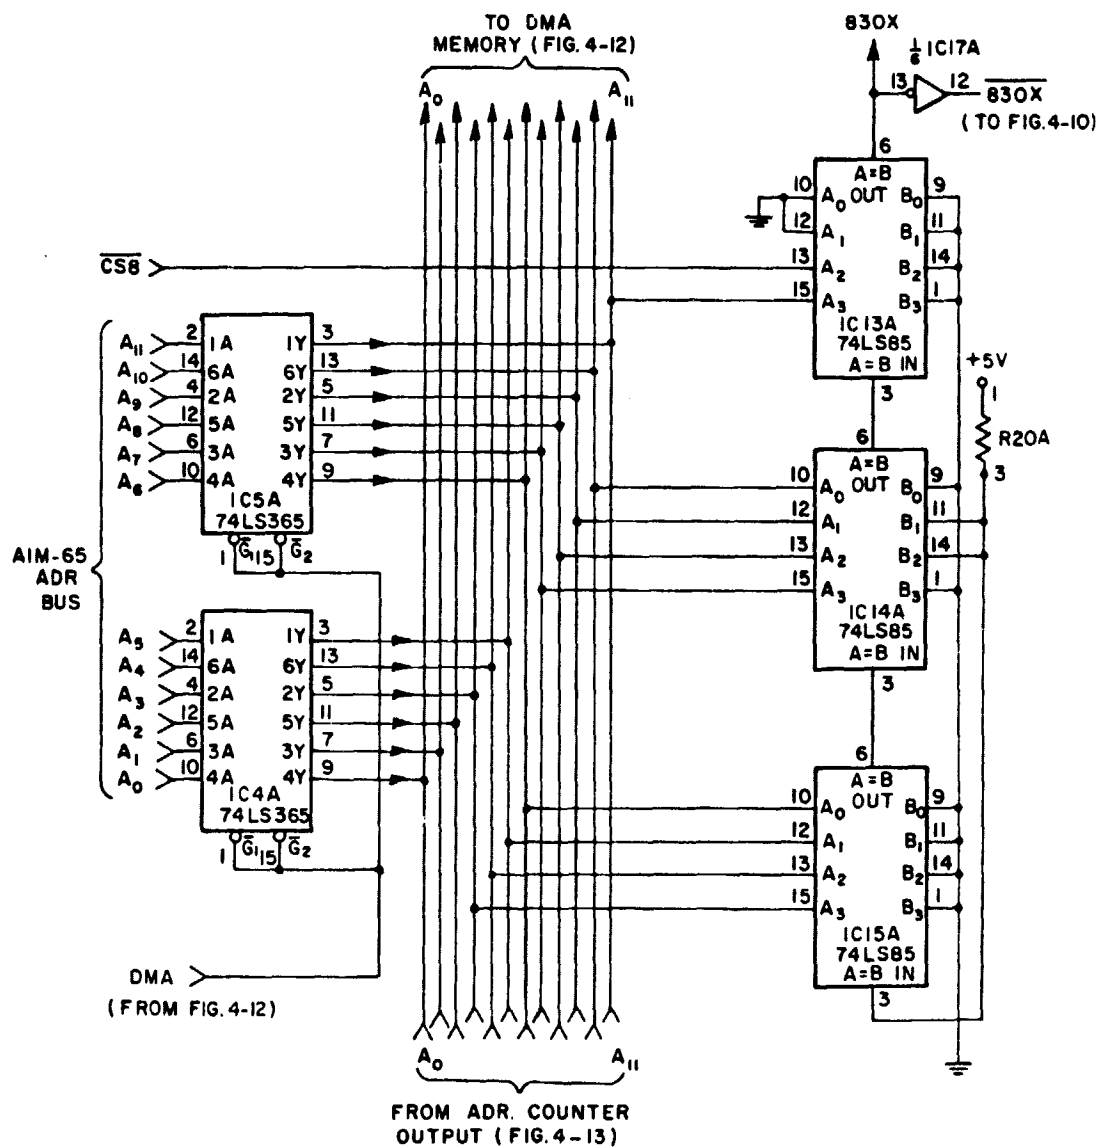 TO DMA
MEMORY (FIG. 4-12)
A0 A11
830X
1/6 IC17A
13 12 830X
(TO FIG. 4-10)
6
A=B
OUT
10 A0 B0 9
12 A1 B1 11
13 A2 B2 14
15 A3 B3 1
IC13A
74LS85
A=B IN
3
CS8
AIM-65
ADR
BUS
A11 2 1A 1Y 3
A10 14 6A 6Y 13
A9 4 2A 2Y 5
A8 12 5A 5Y 11
A7 6 3A 3Y 7
A6 10 4A 4Y 9
IC5A
74LS365
1 G1 15 G2
+5V
1
R20A
3
6
A=B
OUT
10 A0 B0 9
12 A1 B1 11
13 A2 B2 14
15 A3 B3 1
IC14A
74LS85
A=B IN
3
A5 2 1A 1Y 3
A4 14 6A 6Y 13
A3 4 2A 2Y 5
A2 12 5A 5Y 11
A1 6 3A 3Y 7
A0 10 4A 4Y 9
IC4A
74LS365
1 G1 15 G2
6
A=B
OUT
10 A0 B0 9
12 A1 B1 11
13 A2 B2 14
15 A3 B3 1
IC15A
74LS85
A=B IN
3
DMA
(FROM FIG. 4-12)
A0 A11
FROM ADR. COUNTER
OUTPUT (FIG. 4-13)